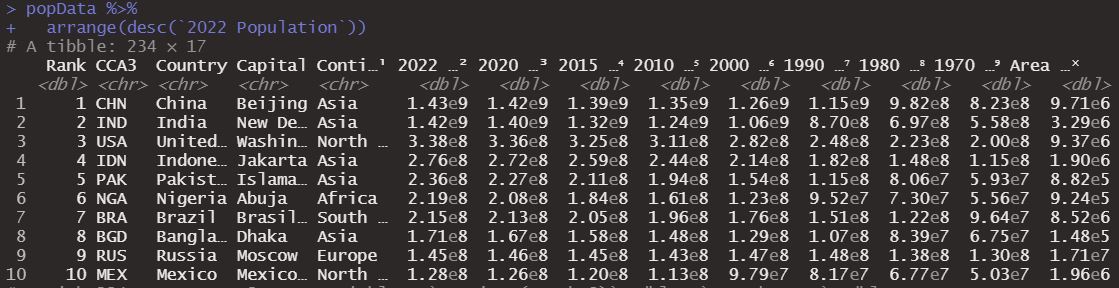 > popData %>%
+   arrange(desc(`2022 Population`))
# A tibble: 234 × 17
Rank CCA3 Country Capital Conti…¹ 2022 …² 2020 …³ 2015 …⁴ 2010 …⁵ 2000 …⁶ 1990 …⁷ 1980 …⁸ 1970 …⁹ Area …ˣ
<dbl> <chr> <chr> <chr> <chr> <dbl> <dbl> <dbl> <dbl> <dbl> <dbl> <dbl> <dbl> <dbl>
1 1 CHN China Beijing Asia 1.43e9 1.42e9 1.39e9 1.35e9 1.26e9 1.15e9 9.82e8 8.23e8 9.71e6
2 2 IND India New De… Asia 1.42e9 1.40e9 1.32e9 1.24e9 1.06e9 8.70e8 6.97e8 5.58e8 3.29e6
3 3 USA United… Washin… North … 3.38e8 3.36e8 3.25e8 3.11e8 2.82e8 2.48e8 2.23e8 2.00e8 9.37e6
4 4 IDN Indone… Jakarta Asia 2.76e8 2.72e8 2.59e8 2.44e8 2.14e8 1.82e8 1.48e8 1.15e8 1.90e6
5 5 PAK Pakist… Islama… Asia 2.36e8 2.27e8 2.11e8 1.94e8 1.54e8 1.15e8 8.06e7 5.93e7 8.82e5
6 6 NGA Nigeria Abuja Africa 2.19e8 2.08e8 1.84e8 1.61e8 1.23e8 9.52e7 7.30e7 5.56e7 9.24e5
7 7 BRA Brazil Brasil… South … 2.15e8 2.13e8 2.05e8 1.96e8 1.76e8 1.51e8 1.22e8 9.64e7 8.52e6
8 8 BGD Bangla… Dhaka Asia 1.71e8 1.67e8 1.58e8 1.48e8 1.29e8 1.07e8 8.39e7 6.75e7 1.48e5
9 9 RUS Russia Moscow Europe 1.45e8 1.46e8 1.45e8 1.43e8 1.47e8 1.48e8 1.38e8 1.30e8 1.71e7
10 10 MEX Mexico Mexico… North … 1.28e8 1.26e8 1.20e8 1.13e8 9.79e7 8.17e7 6.77e7 5.03e7 1.96e6